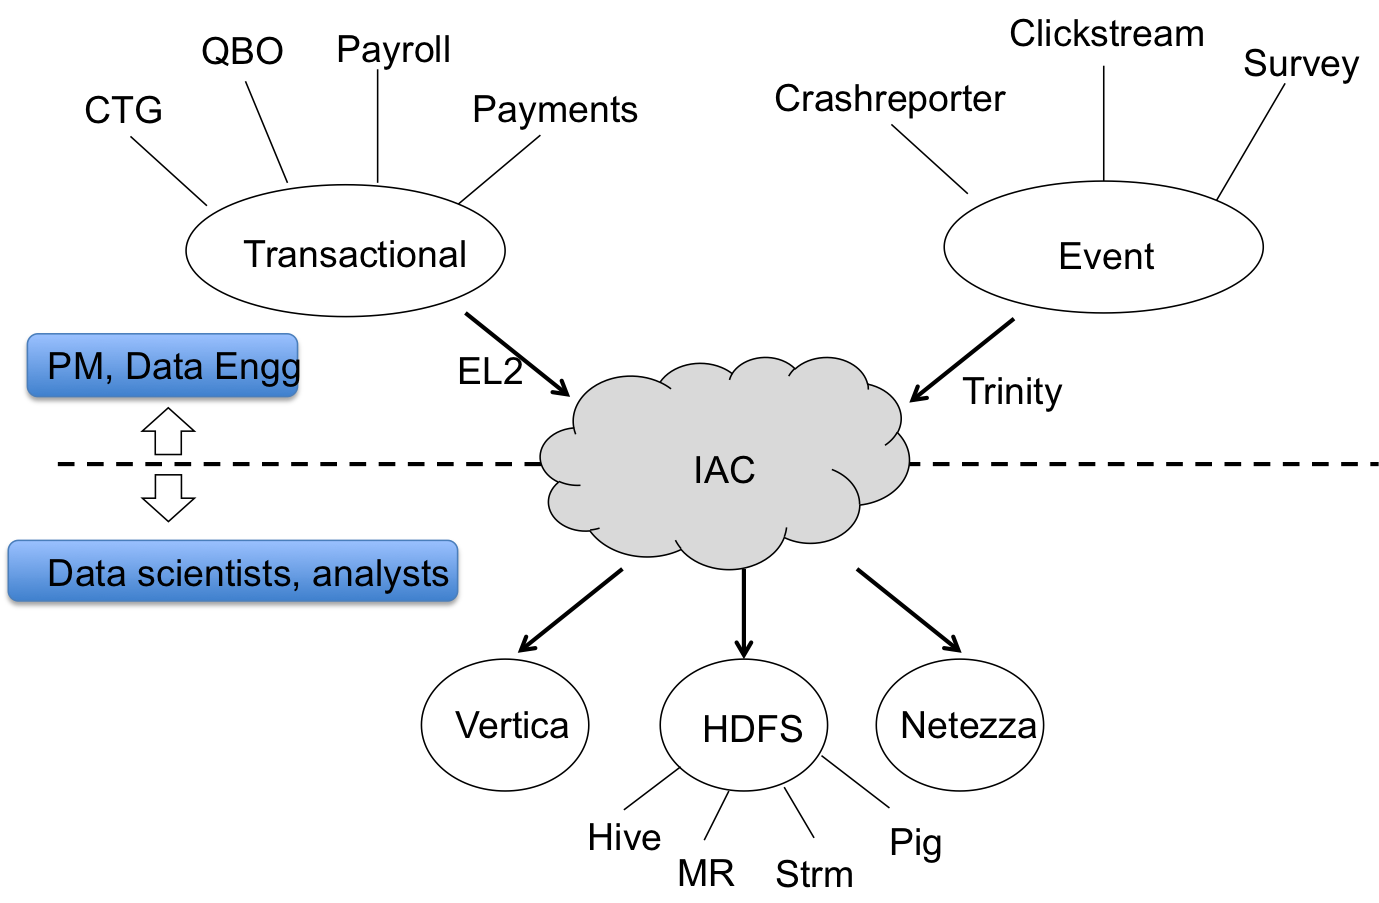 Clickstream
QBO
Payroll
Survey
CTG
Payments
Crashreporter
Transactional
Event
PM, Data Engg
EL2
Trinity
IAC
Data scientists, analysts
Vertica
HDFS
Netezza
Hive
Pig
MR
Strm